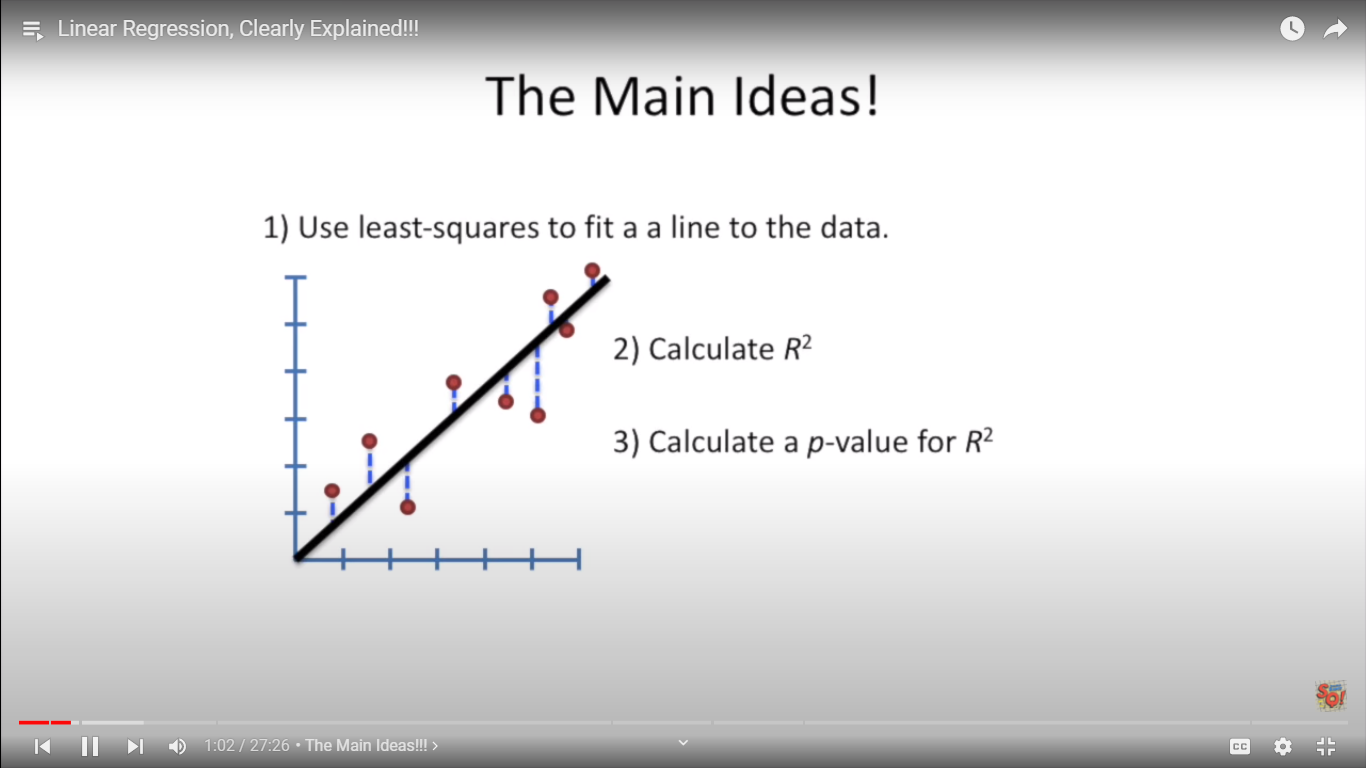 Linear Regression, Clearly Explained!!!
The Main Ideas!
1) Use least-squares to fit a a line to the data.
2) Calculate R²
3) Calculate a p-value for R²
SQ!
1:02 / 27:26 • The Main Ideas!!! ›
CC